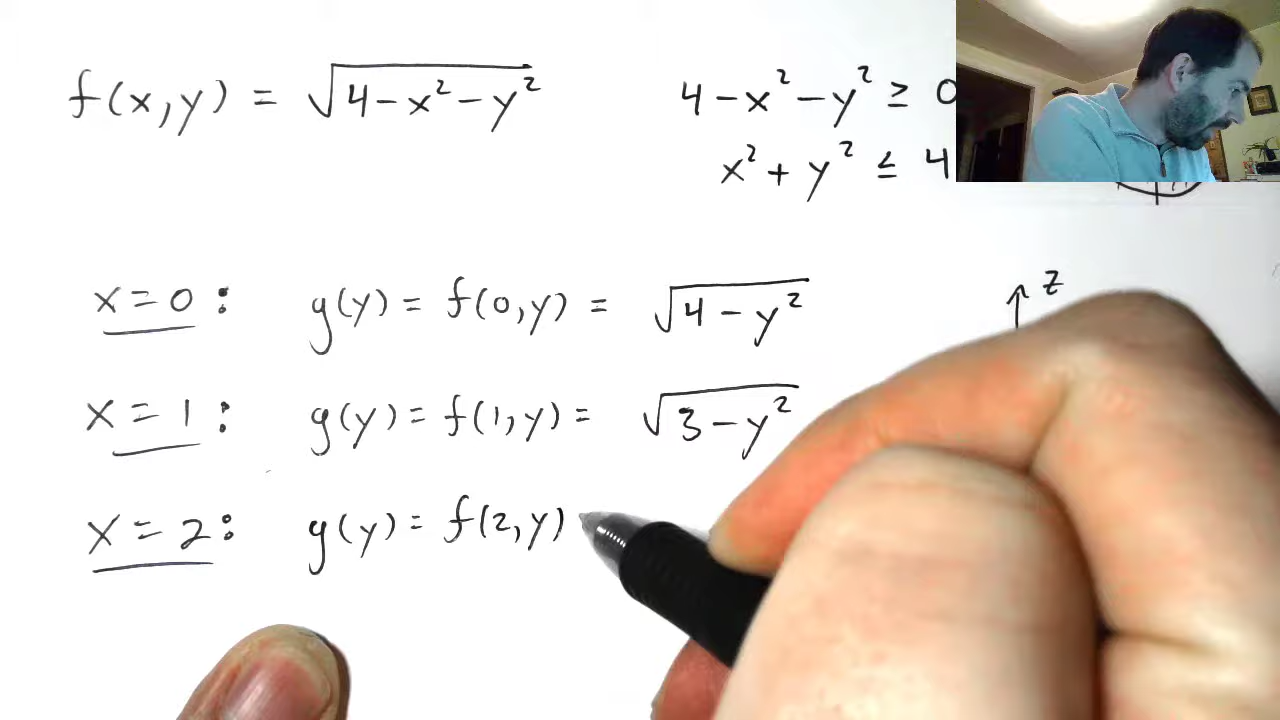 f(x,y) = √(4-x²-y²)
4-x²-y² ≥ 0
x²+y² ≤ 4
x=0: g(y) = f(0,y) = √(4-y²)
z
x=1: g(y) = f(1,y) = √(3-y²)
x=2: g(y) = f(2,y)